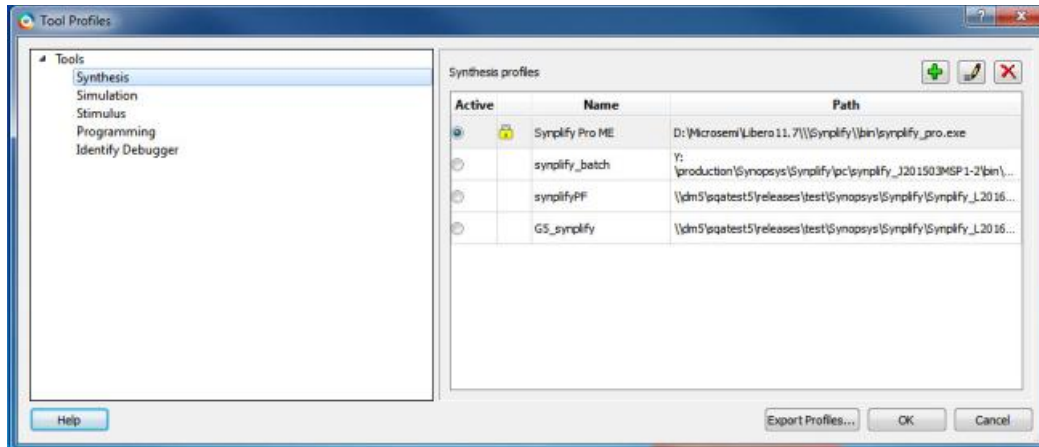 Tool Profiles
Tools
Synthesis
Simulation
Stimulus
Programming
Identify Debugger
Synthesis profiles
Active Name Path
Synplify Pro ME D:\Microsemi\Libero11.7\\\Synplify\\bin\synplify_pro.exe
synplify_batch Y:
\production\Synopsys\Synplify\pc\synplify_J201503MSP1-2\bin\...
synplifyPF \\dm5\sqatest5\releases\test\Synopsys\Synplify\Synplify_L2016...
GS_synplify \\dm5\sqatest5\releases\test\Synopsys\Synplify\Synplify_L2016...
Help Export Profiles... OK Cancel